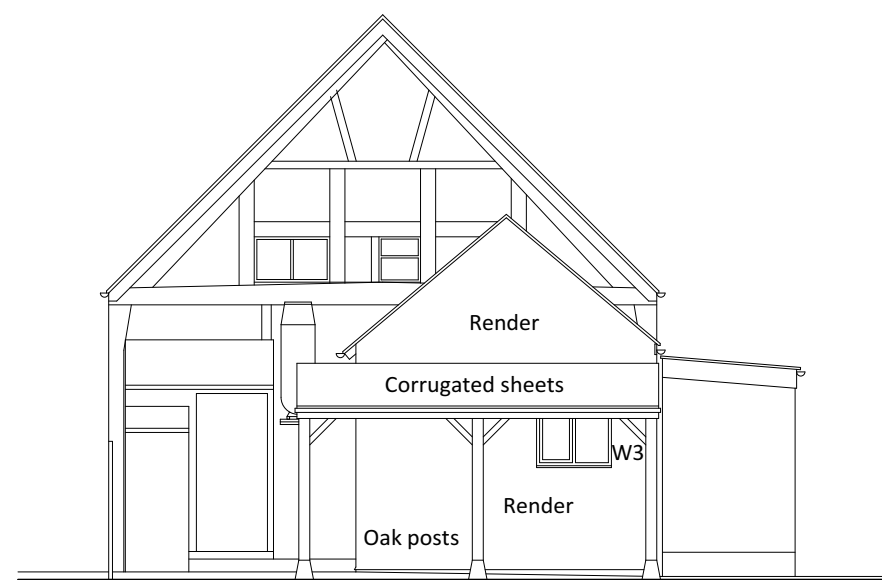 Render
Corrugated sheets
W3
Render
Oak posts